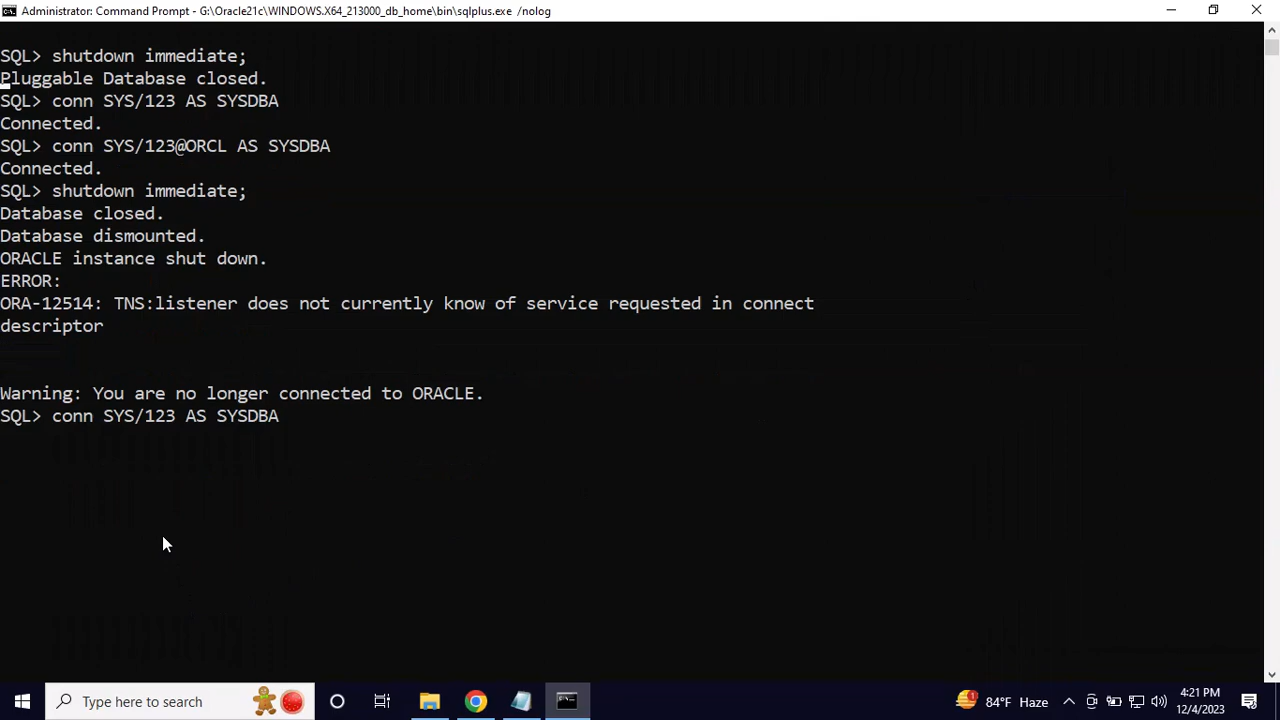 Administrator: Command Prompt - G:\Oracle21c\WINDOWS.X64_213000_db_home\bin\sqlplus.exe /nolog
SQL> shutdown immediate;
Pluggable Database closed.
SQL> conn SYS/123 AS SYSDBA
Connected.
SQL> conn SYS/123@ORCL AS SYSDBA
Connected.
SQL> shutdown immediate;
Database closed.
Database dismounted.
ORACLE instance shut down.
ERROR:
ORA-12514: TNS:listener does not currently know of service requested in connect
descriptor
Warning: You are no longer connected to ORACLE.
SQL> conn SYS/123 AS SYSDBA
Type here to search
1
84°F Haze
4:21 PM
12/4/2023